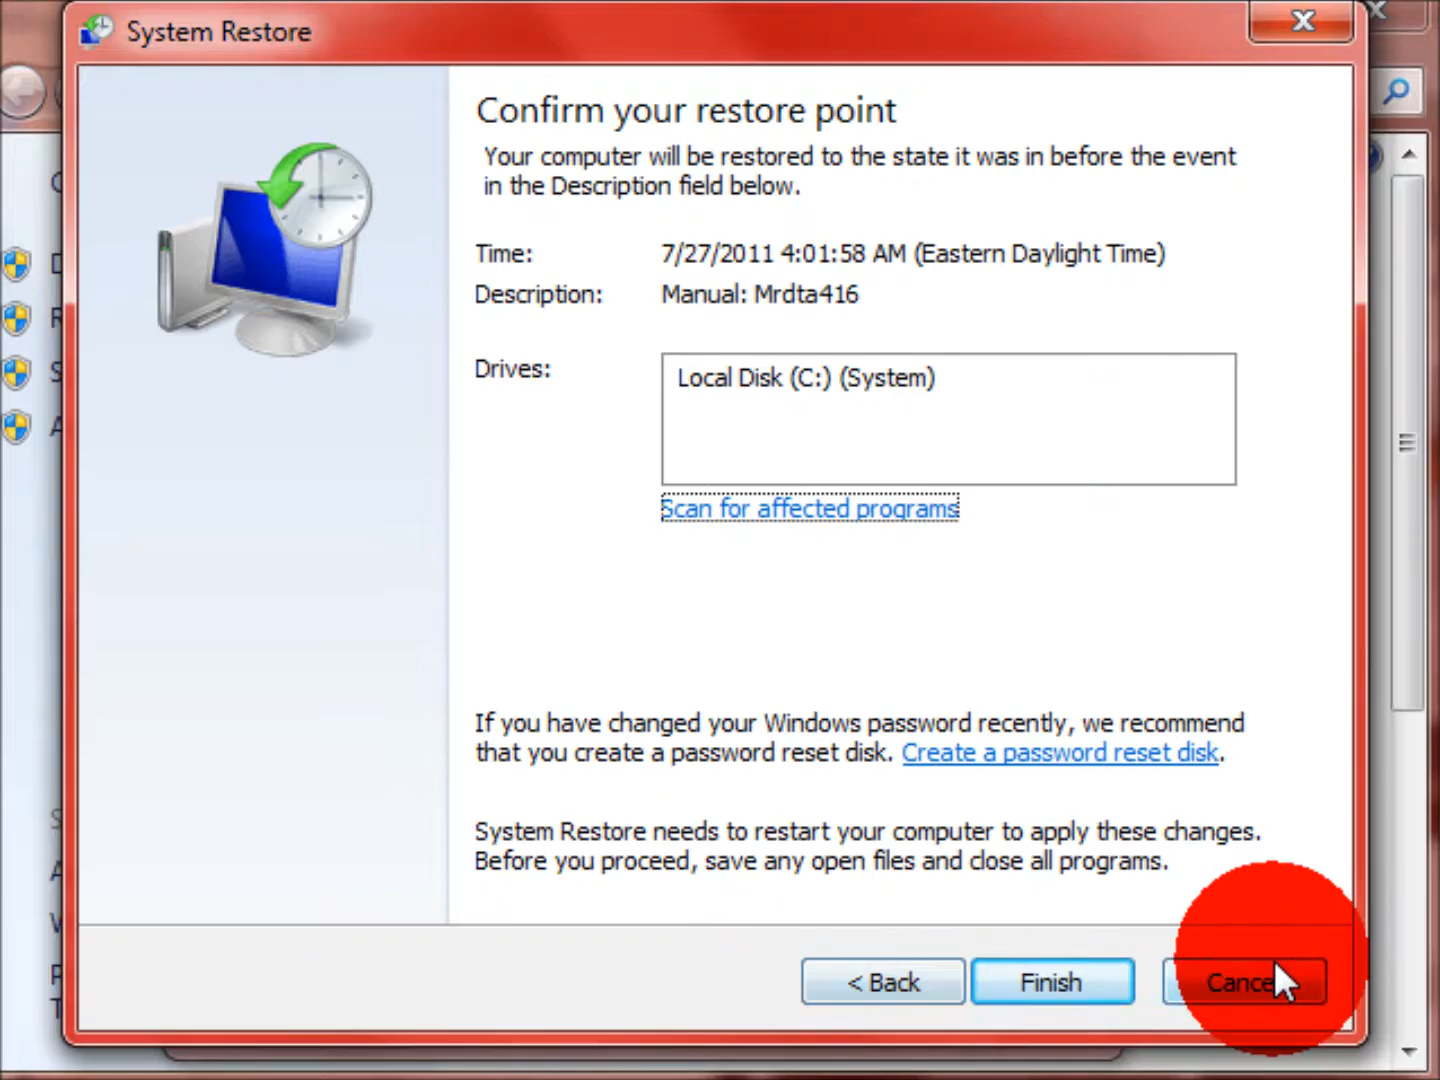 System Restore
Confirm your restore point
Your computer will be restored to the state it was in before the event
in the Description field below.
Time: 7/27/2011 4:01:58 AM (Eastern Daylight Time)
Description: Manual: Mrdta416
Drives:
Local Disk (C:) (System)
Scan for affected programs
If you have changed your Windows password recently, we recommend
that you create a password reset disk. Create a password reset disk.
System Restore needs to restart your computer to apply these changes.
Before you proceed, save any open files and close all programs.
< Back Finish Cance